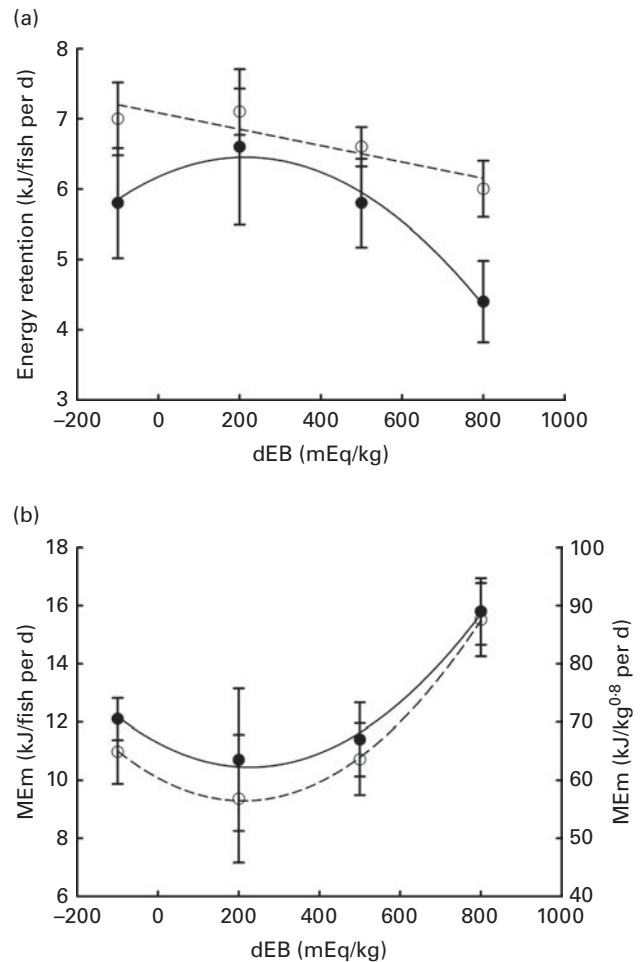 (a)
Energy retention (kJ/fish per d)
8
7
6
5
4
3
–200 0 200 400 600 800 1000
dEB (mEq/kg)
(b)
MEm (kJ/fish per d)
18
16
14
12
10
8
6
100
90
80
70
60
50
40
MEm (kJ/kg0·8 per d)
–200 0 200 400 600 800 1000
dEB (mEq/kg)